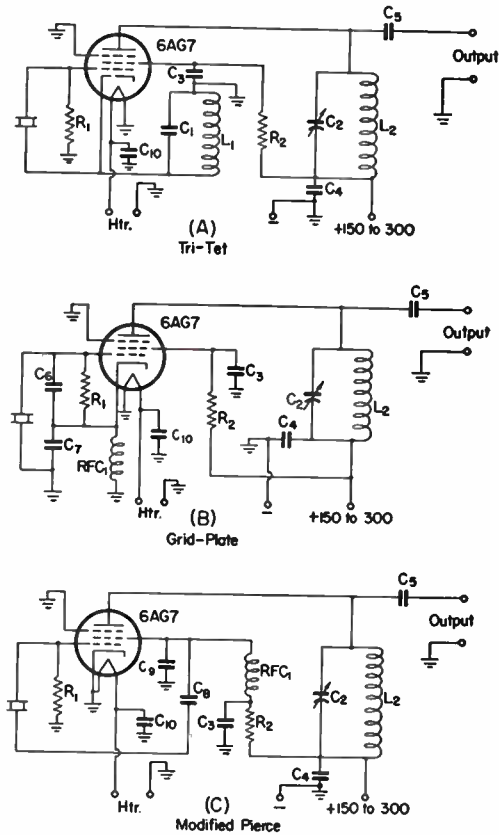 C5
6AG7
Output
C3
R1
C1
L1
R2
C2
L2
C10
C4
Htr.
(A)
Tri-Tet
–
+150 to 300
C5
6AG7
Output
C6
R1
C3
C2
L2
C7
RFC1
C10
R2
C4
Htr.
(B)
Grid-Plate
–
+150 to 300
C5
6AG7
Output
R1
C9
C8
RFC1
C2
L2
C10
C3
R2
C4
Htr.
(C)
Modified Pierce
–
+150 to 300